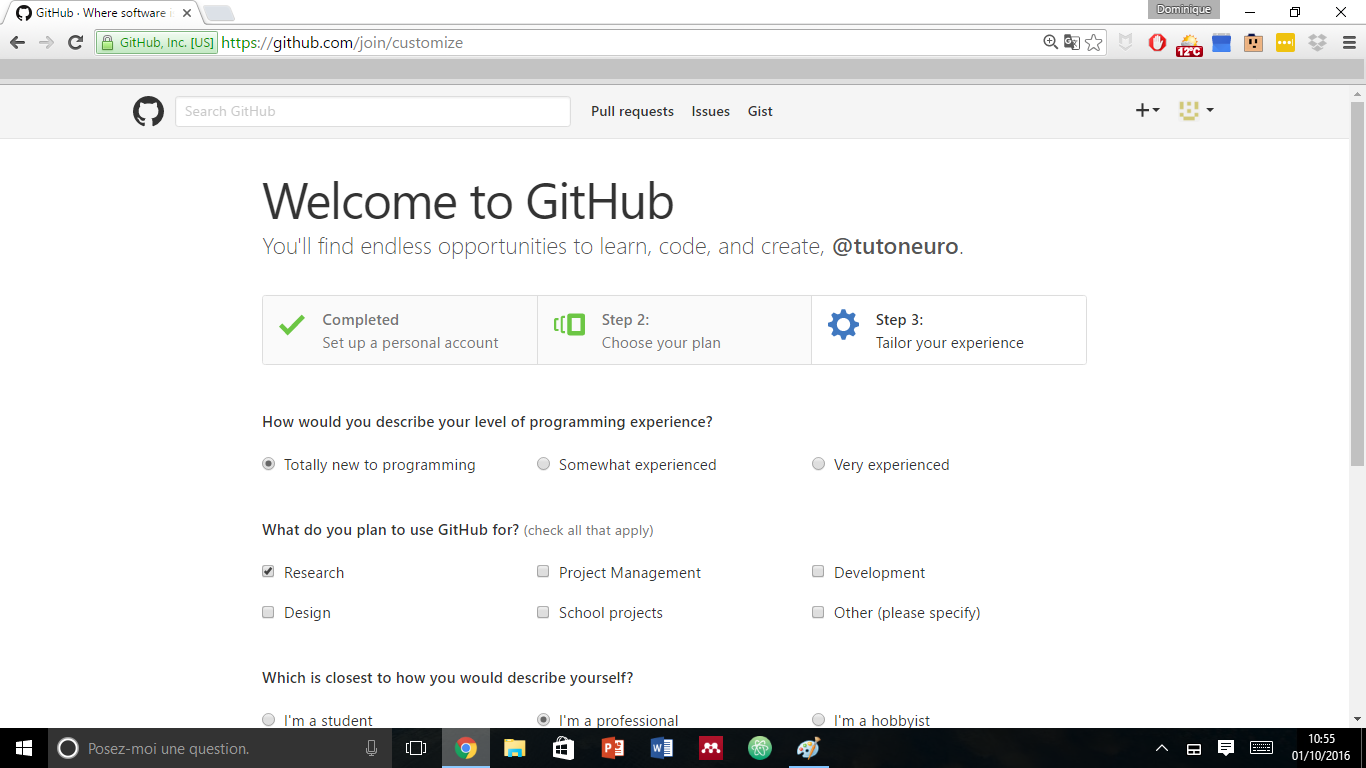 Dominique
GitHub · Where software i
GitHub, Inc. [US] https://github.com/join/customize
12°C
Search GitHub Pull requests Issues Gist
Welcome to GitHub
You'll find endless opportunities to learn, code, and create, @tutoneuro.
Completed
Set up a personal account
Step 2:
Choose your plan
Step 3:
Tailor your experience
How would you describe your level of programming experience?
Totally new to programming Somewhat experienced Very experienced
What do you plan to use GitHub for? (check all that apply)
Research Project Management Development
Design School projects Other (please specify)
Which is closest to how you would describe yourself?
I'm a student I'm a professional I'm a hobbyist
Posez-moi une question.
10:55
01/10/2016